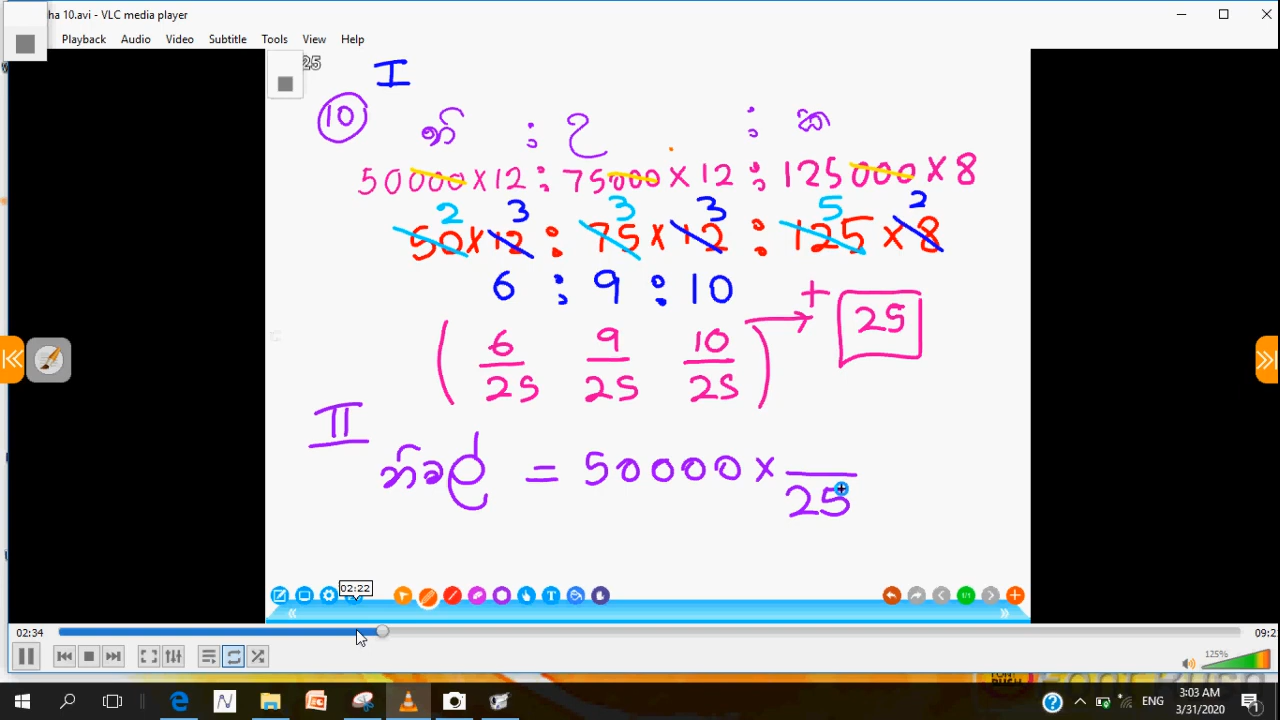 ha 10.avi - VLC media player
Playback Audio Video Subtitle Tools View Help
25
I
10
න් : උ : ක
50000×12 : 75000×12 : 125000×8
2 3 3 3 5 2
50×12 : 75×12 : 125×8
6 : 9 : 10
+
(6/25 9/25 10/25) → 25
II
= 50000× /25
02:22
T 1/1
02:34 09:2
125%
ENG 3:03 AM
3/31/2020